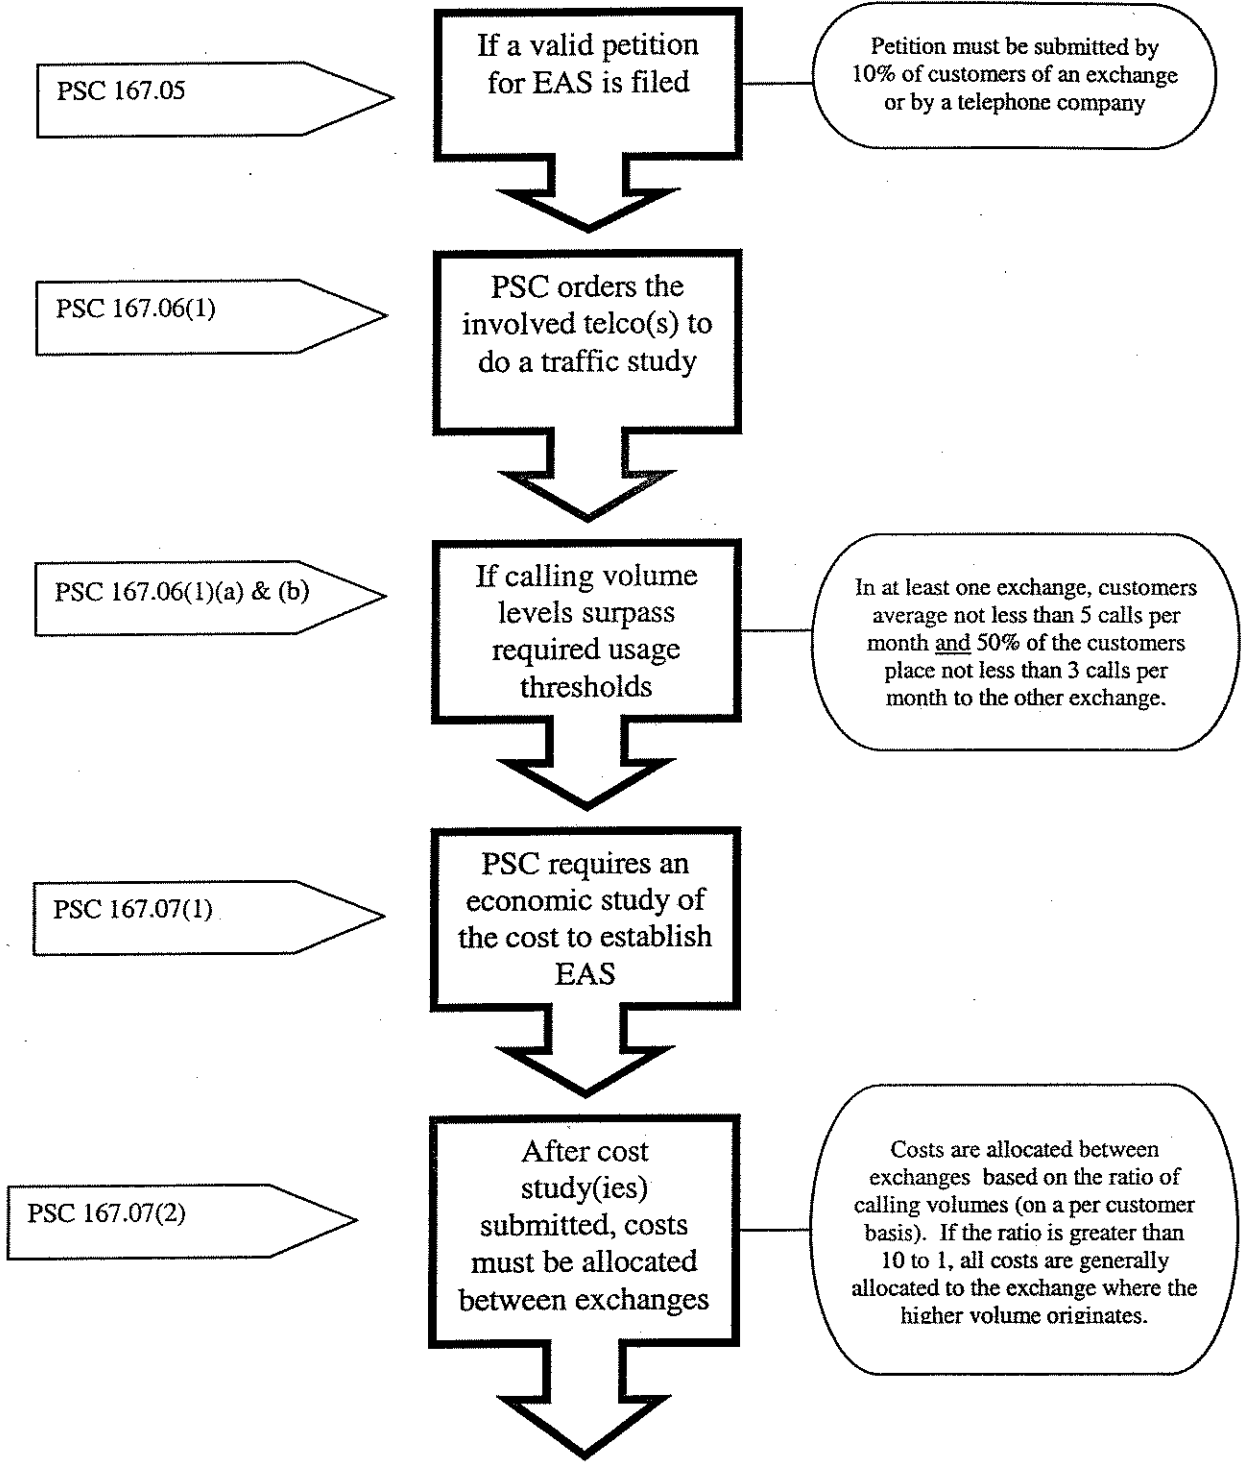 If a valid petition
for EAS is filed
Petition must be submitted by
10% of customers of an exchange
or by a telephone company
PSC 167.05
PSC orders the
involved telco(s) to
do a traffic study
PSC 167.06(1)
If calling volume
levels surpass
required usage
thresholds
PSC 167.06(1)(a) & (b)
In at least one exchange, customers
average not less than 5 calls per
month and 50% of the customers
place not less than 3 calls per
month to the other exchange.
PSC requires an
economic study of
the cost to establish
EAS
PSC 167.07(1)
After cost
study(ies)
submitted, costs
must be allocated
between exchanges
PSC 167.07(2)
Costs are allocated between
exchanges based on the ratio of
calling volumes (on a per customer
basis). If the ratio is greater than
10 to 1, all costs are generally
allocated to the exchange where the
higher volume originates.